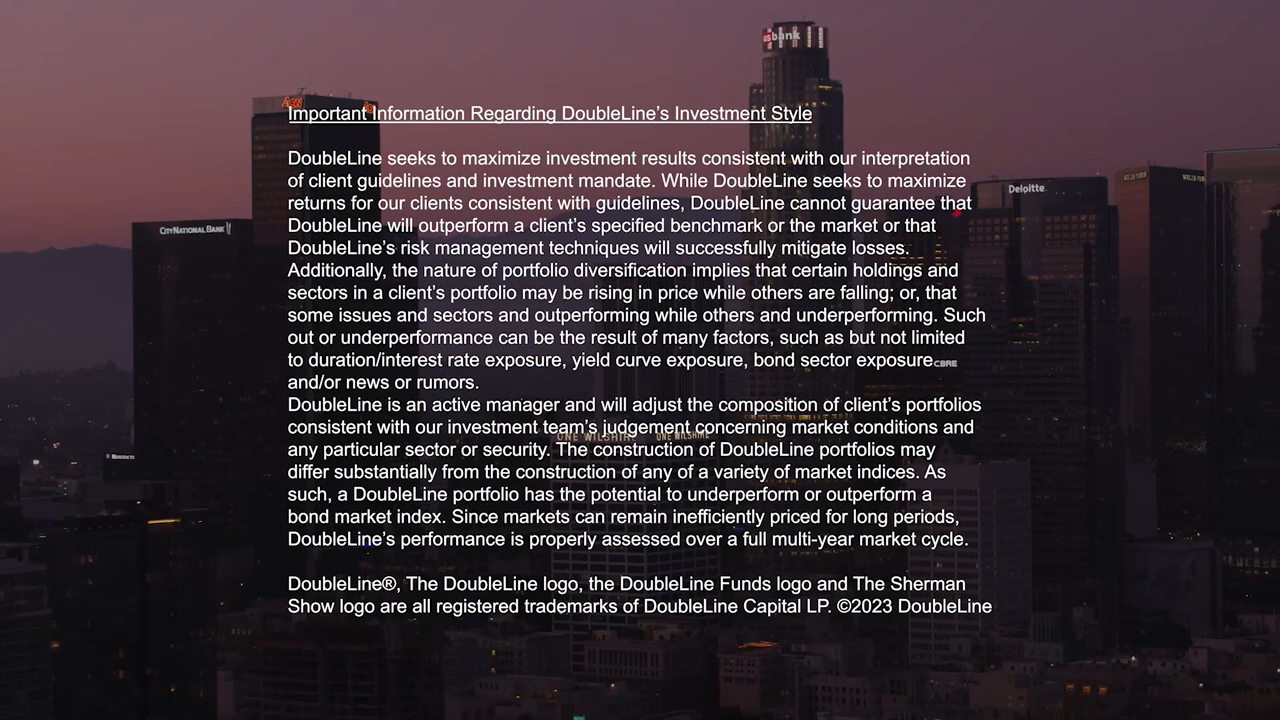 usbank
Aon
Important Information Regarding DoubleLine’s Investment Style
DoubleLine seeks to maximize investment results consistent with our interpretation
of client guidelines and investment mandate. While DoubleLine seeks to maximize
returns for our clients consistent with guidelines, DoubleLine cannot guarantee that
DoubleLine will outperform a client’s specified benchmark or the market or that
DoubleLine’s risk management techniques will successfully mitigate losses.
Additionally, the nature of portfolio diversification implies that certain holdings and
sectors in a client’s portfolio may be rising in price while others are falling; or, that
some issues and sectors and outperforming while others and underperforming. Such
out or underperformance can be the result of many factors, such as but not limited
to duration/interest rate exposure, yield curve exposure, bond sector exposure
and/or news or rumors.
DoubleLine is an active manager and will adjust the composition of client’s portfolios
consistent with our investment team’s judgement concerning market conditions and
any particular sector or security. The construction of DoubleLine portfolios may
differ substantially from the construction of any of a variety of market indices. As
such, a DoubleLine portfolio has the potential to underperform or outperform a
bond market index. Since markets can remain inefficiently priced for long periods,
DoubleLine’s performance is properly assessed over a full multi-year market cycle.
DoubleLine®, The DoubleLine logo, the DoubleLine Funds logo and The Sherman
Show logo are all registered trademarks of DoubleLine Capital LP. ©2023 DoubleLine
Deloitte.
CITY NATIONAL BANK
CBRE
ONE WILSHIRE
ONE WILSHIRE